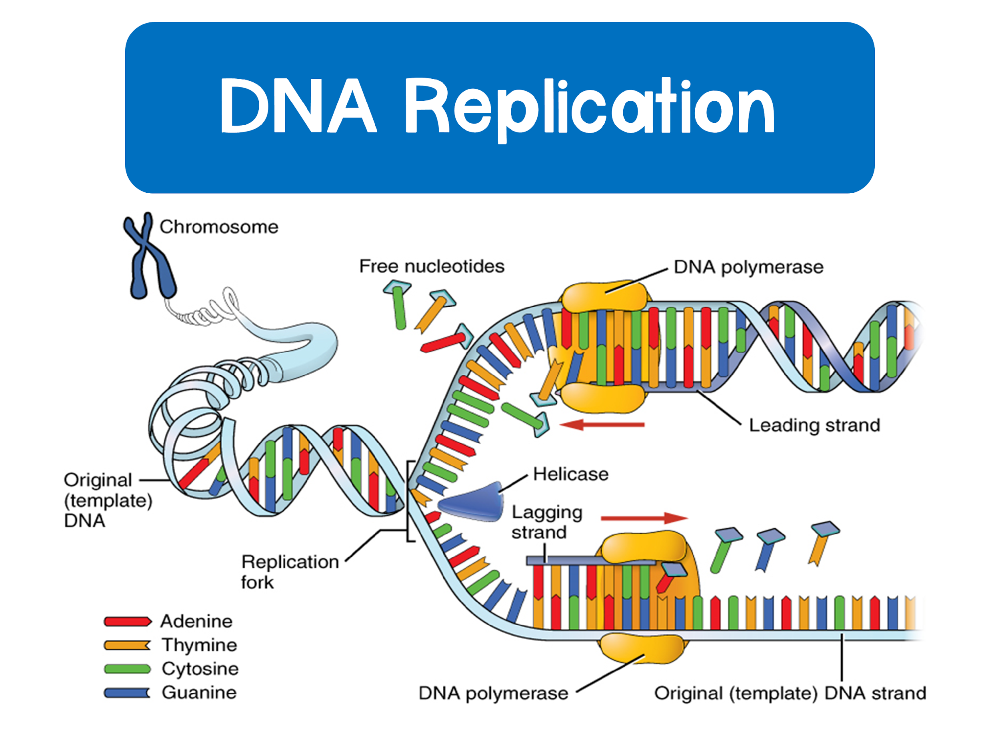 DNA Replication
Chromosome
Free nucleotides
DNA polymerase
Leading strand
Original
(template)
DNA
Helicase
Lagging
strand
Replication
fork
Adenine
Thymine
Cytosine
Guanine
DNA polymerase
Original (template) DNA strand